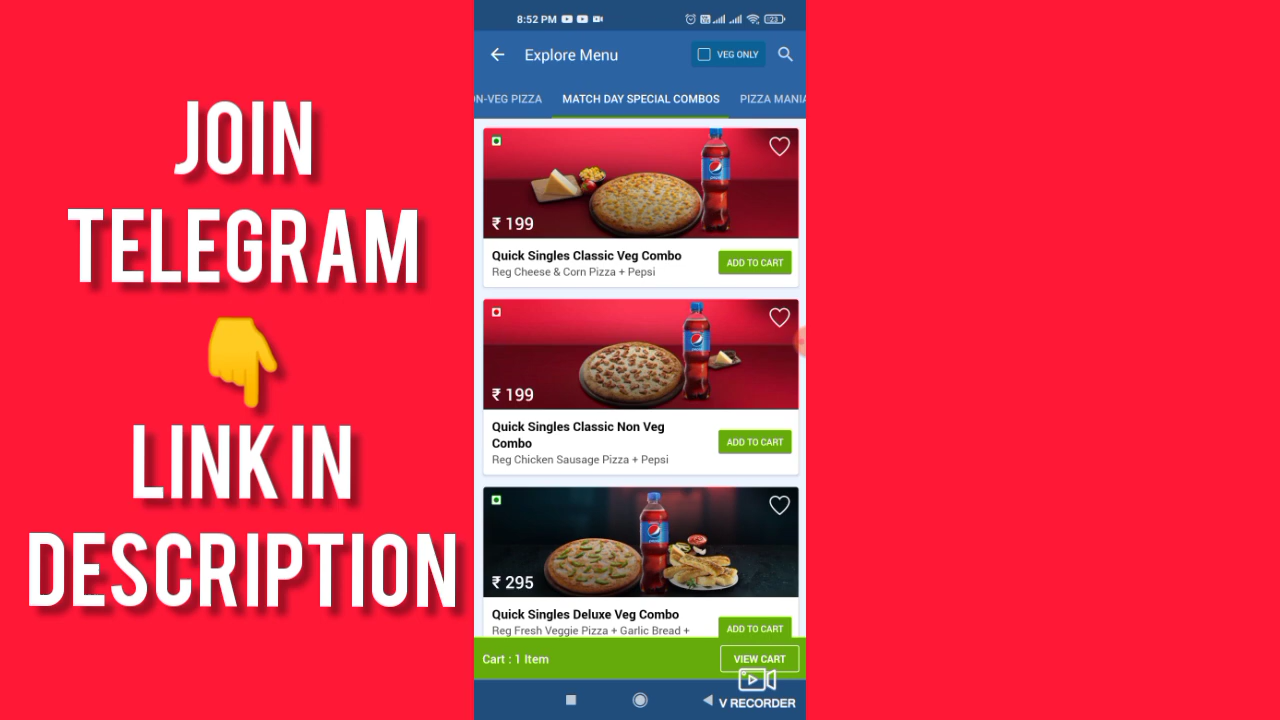 JOIN
TELEGRAM
LINK IN
DESCRIPTION
8:52 PM
23
Explore Menu
VEG ONLY
N-VEG PIZZA
MATCH DAY SPECIAL COMBOS
PIZZA MANIA
₹ 199
Quick Singles Classic Veg Combo
Reg Cheese & Corn Pizza + Pepsi
ADD TO CART
₹ 199
Quick Singles Classic Non Veg
Combo
Reg Chicken Sausage Pizza + Pepsi
ADD TO CART
₹ 295
Quick Singles Deluxe Veg Combo
Reg Fresh Veggie Pizza + Garlic Bread +
ADD TO CART
Cart : 1 Item
VIEW CART
V RECORDER